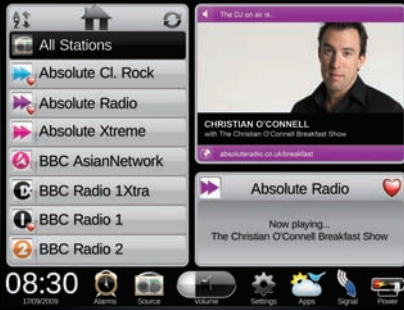 All Stations
Absolute Cl. Rock
Absolute Radio
Absolute Xtreme
BBC AsianNetwork
BBC Radio 1Xtra
BBC Radio 1
BBC Radio 2
The DJ on air is...
CHRISTIAN O'CONNELL
with The Christian O'Connell Breakfast Show
absoluteradio.co.uk/breakfast
Absolute Radio
Now playing...
The Christian O'Connell Breakfast Show
08:30
17/09/2009
Alarms
Source
Volume
Settings
Apps
Signal
Power